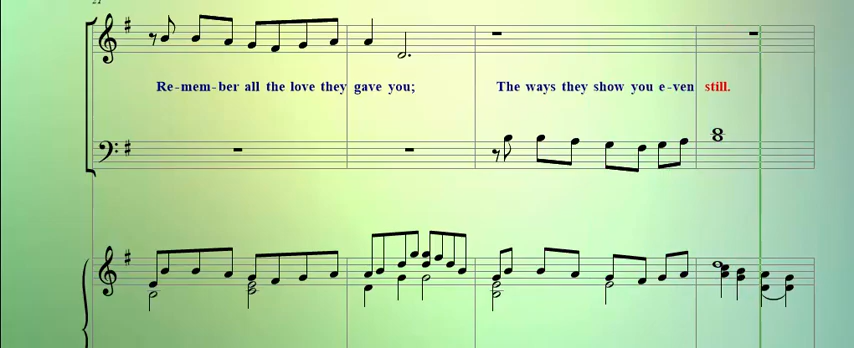 Re-mem-ber all the love they gave you; The ways they show you e-ven still.